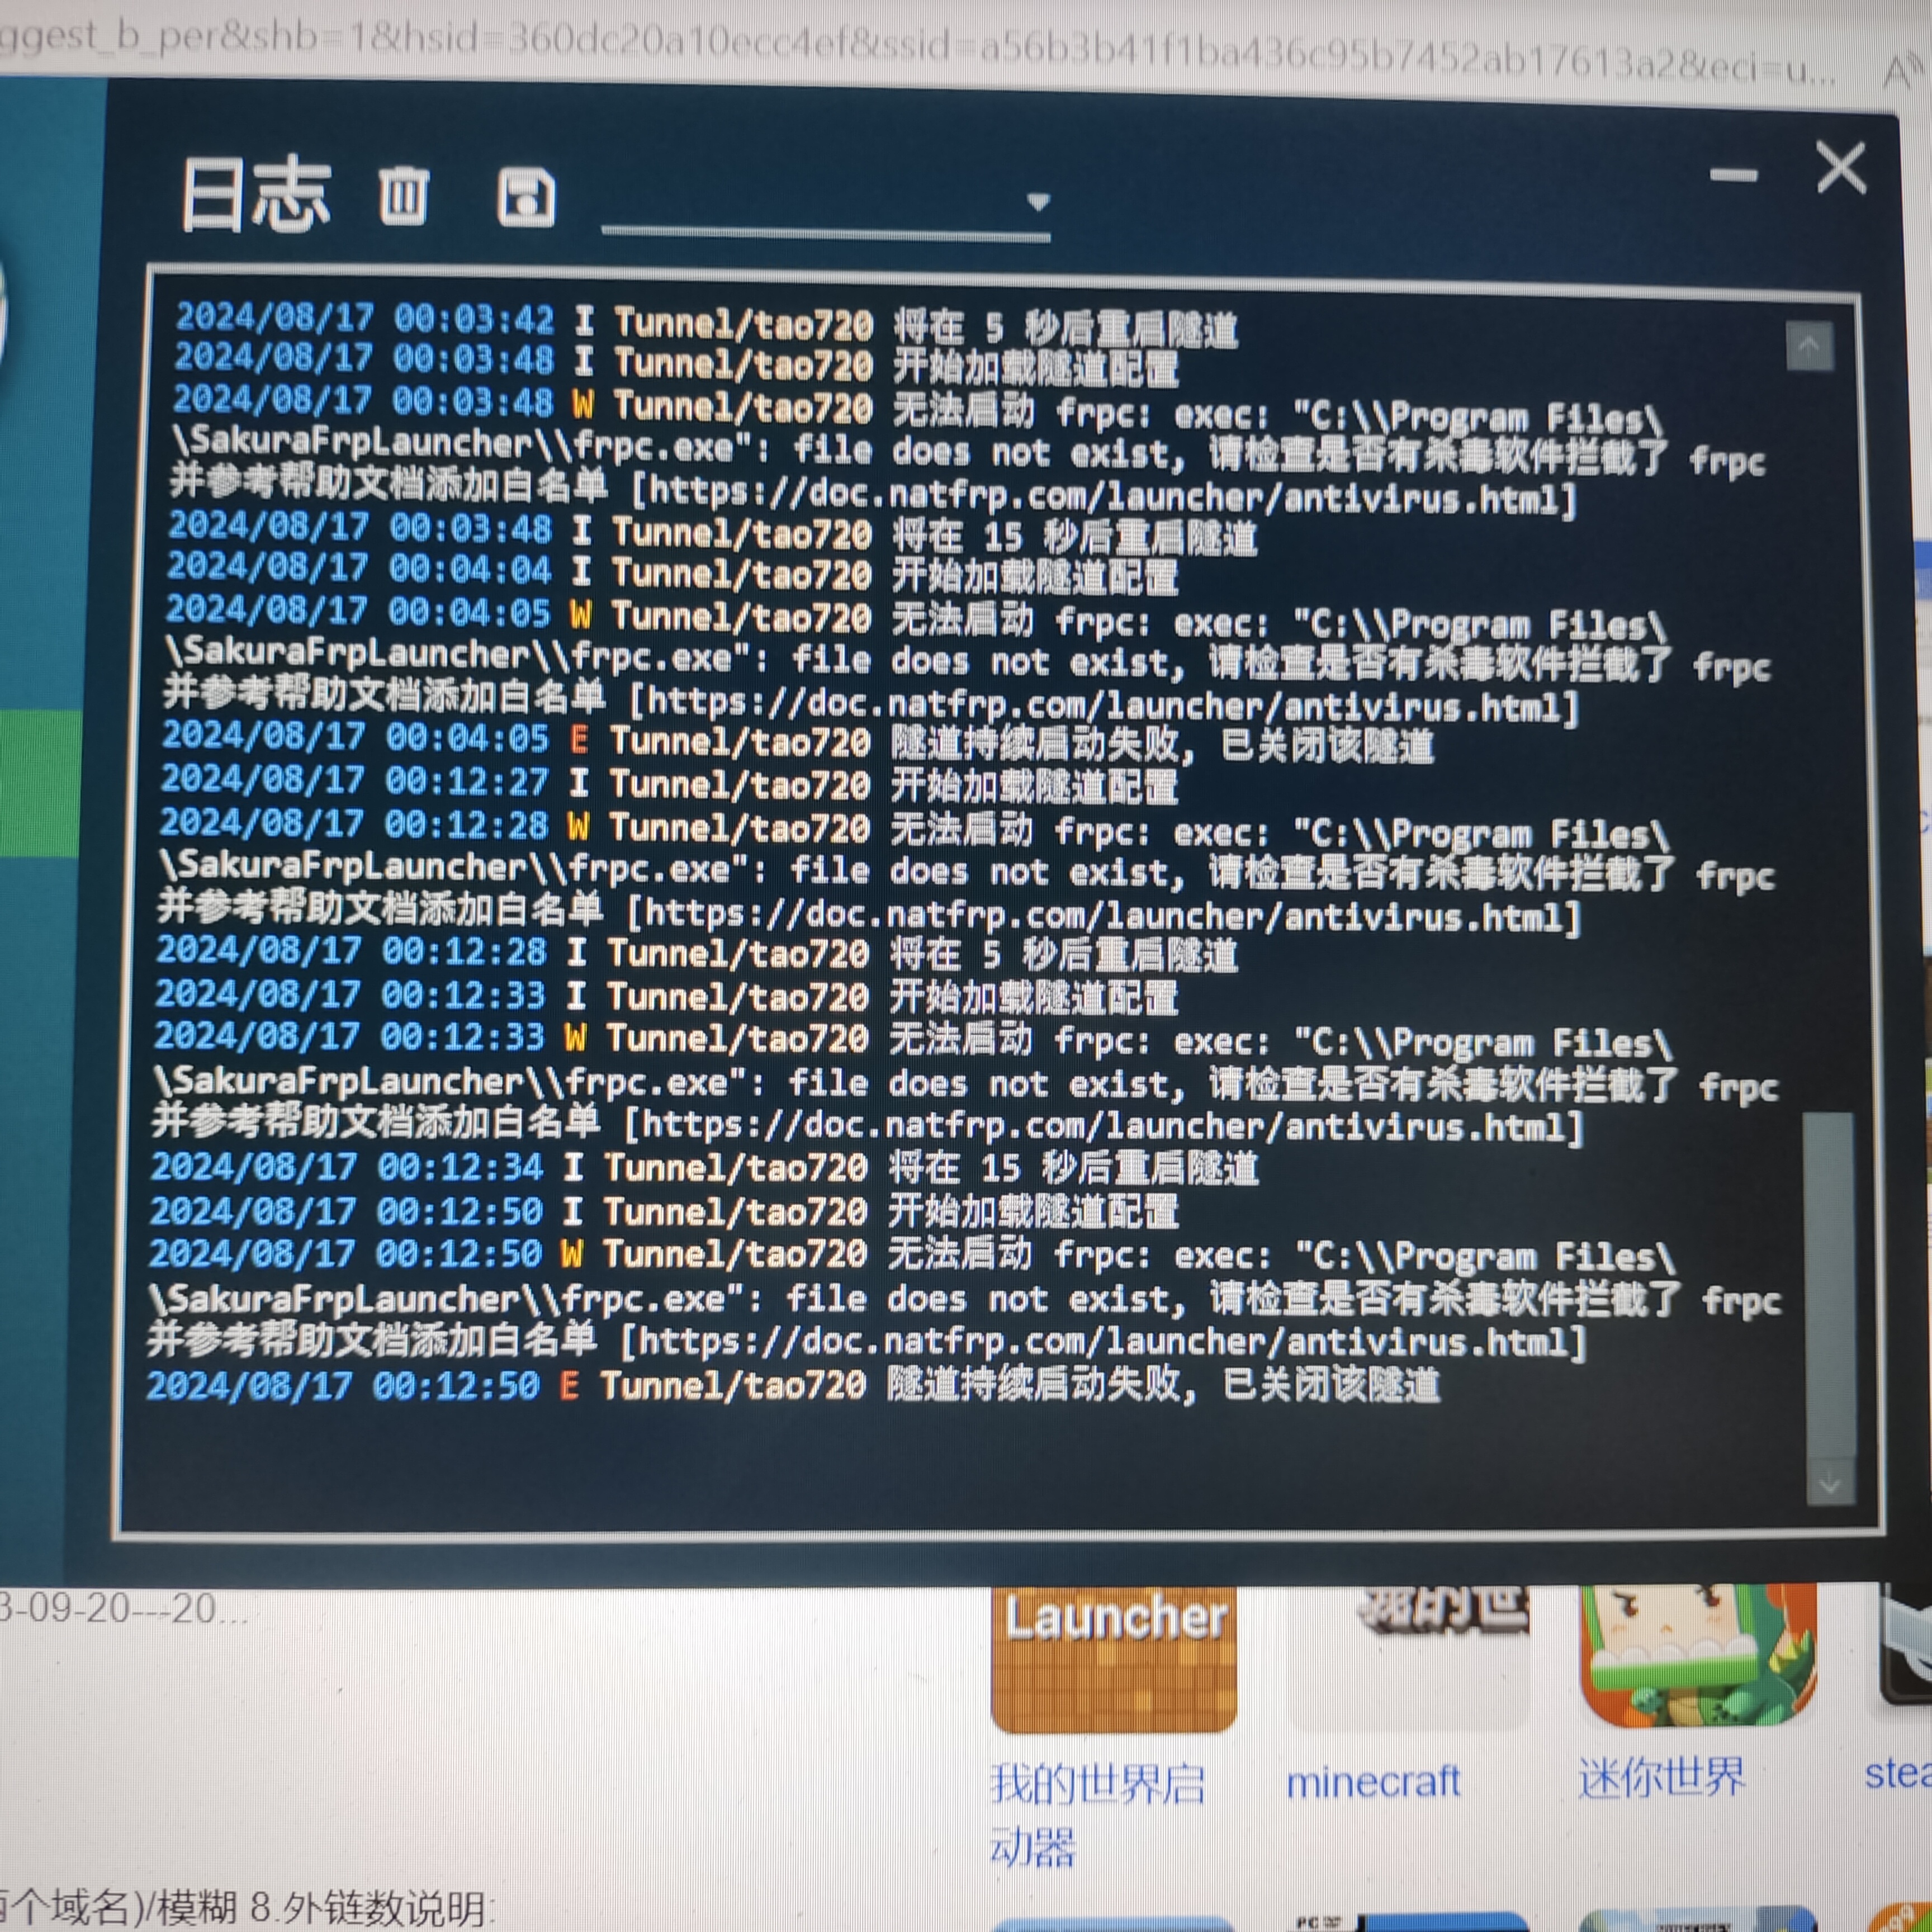 ggest_b_per&shb=1&hsid=360dc20a10ecc4ef&ssid=a56b3b41f1ba436c95b7452ab17613a2&eci=u...
日志
2024/08/17 00:03:42 I Tunnel/tao720 将在 5 秒后重启隧道
2024/08/17 00:03:48 I Tunnel/tao720 开始加载隧道配置
2024/08/17 00:03:48 W Tunnel/tao720 无法启动 frpc: exec: "C:\\Program Files\
\SakuraFrpLauncher\\frpc.exe": file does not exist, 请检查是否有杀毒软件拦截了 frpc
并参考帮助文档添加白名单 [https://doc.natfrp.com/launcher/antivirus.html]
2024/08/17 00:03:48 I Tunnel/tao720 将在 15 秒后重启隧道
2024/08/17 00:04:04 I Tunnel/tao720 开始加载隧道配置
2024/08/17 00:04:05 W Tunnel/tao720 无法启动 frpc: exec: "C:\\Program Files\
\SakuraFrpLauncher\\frpc.exe": file does not exist, 请检查是否有杀毒软件拦截了 frpc
并参考帮助文档添加白名单 [https://doc.natfrp.com/launcher/antivirus.html]
2024/08/17 00:04:05 E Tunnel/tao720 隧道持续启动失败, 已关闭该隧道
2024/08/17 00:12:27 I Tunnel/tao720 开始加载隧道配置
2024/08/17 00:12:28 W Tunnel/tao720 无法启动 frpc: exec: "C:\\Program Files\
\SakuraFrpLauncher\\frpc.exe": file does not exist, 请检查是否有杀毒软件拦截了 frpc
并参考帮助文档添加白名单 [https://doc.natfrp.com/launcher/antivirus.html]
2024/08/17 00:12:28 I Tunnel/tao720 将在 5 秒后重启隧道
2024/08/17 00:12:33 I Tunnel/tao720 开始加载隧道配置
2024/08/17 00:12:33 W Tunnel/tao720 无法启动 frpc: exec: "C:\\Program Files\
\SakuraFrpLauncher\\frpc.exe": file does not exist, 请检查是否有杀毒软件拦截了 frpc
并参考帮助文档添加白名单 [https://doc.natfrp.com/launcher/antivirus.html]
2024/08/17 00:12:34 I Tunnel/tao720 将在 15 秒后重启隧道
2024/08/17 00:12:50 I Tunnel/tao720 开始加载隧道配置
2024/08/17 00:12:50 W Tunnel/tao720 无法启动 frpc: exec: "C:\\Program Files\
\SakuraFrpLauncher\\frpc.exe": file does not exist, 请检查是否有杀毒软件拦截了 frpc
并参考帮助文档添加白名单 [https://doc.natfrp.com/launcher/antivirus.html]
2024/08/17 00:12:50 E Tunnel/tao720 隧道持续启动失败, 已关闭该隧道
3-09-20---20...
Launcher
我的世
我的世界启
动器
minecraft
迷你世界
stea
个域名)/模糊 8.外链数说明:
PC